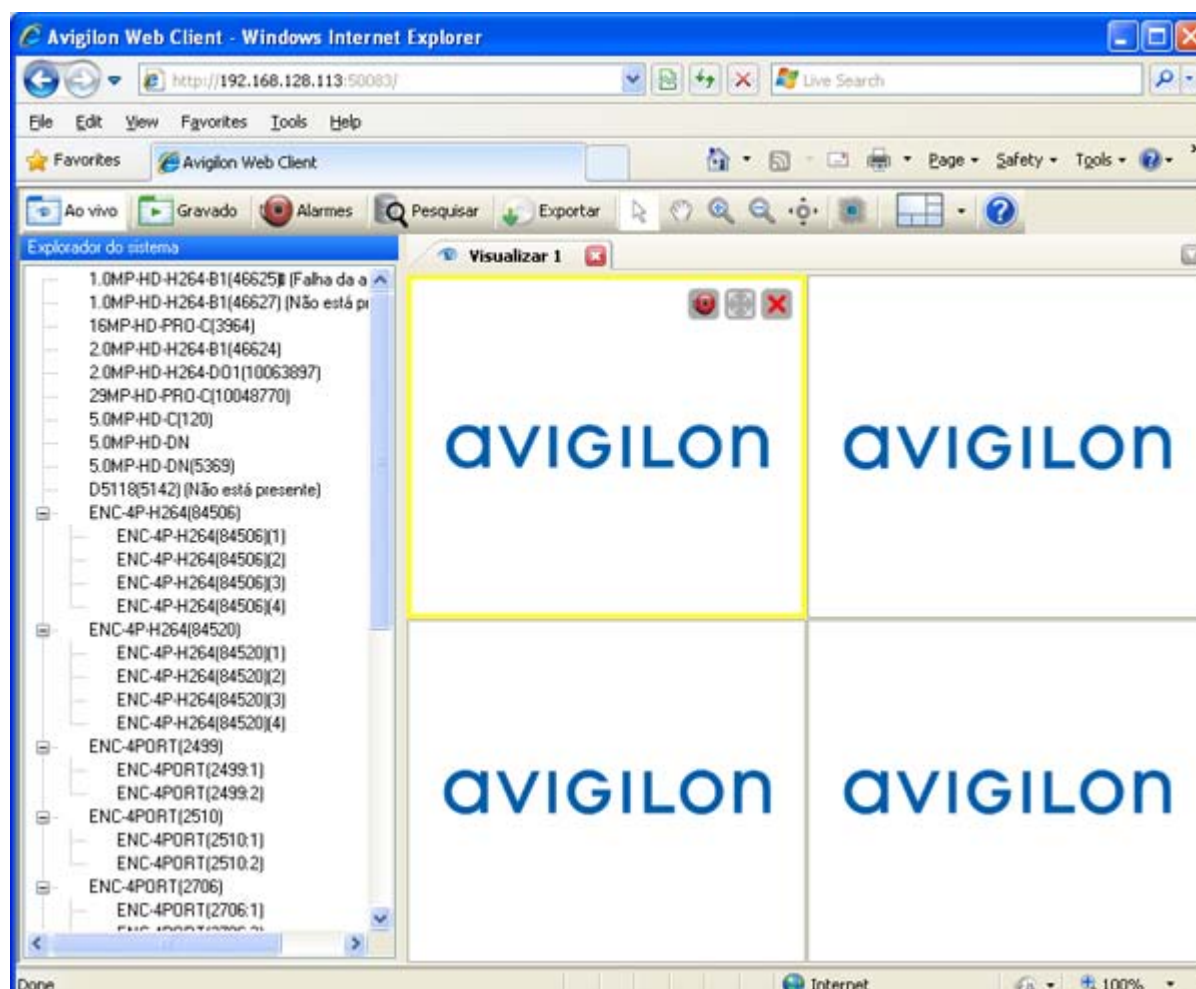 Avigilon Web Client - Windows Internet Explorer
http://192.168.128.113:50083/
Live Search
File Edit View Favorites Tools Help
Favorites Avigilon Web Client Page Safety Tools
Ao vivo Gravado Alarmes Pesquisar Exportar
Explorador do sistema
Visualizar 1
1.0MP-HD-H264-B1(46625) (Falha da a
1.0MP-HD-H264-B1(46627) (Não está pr
16MP-HD-PRO-C(3964)
2.0MP-HD-H264-B1(46624)
2.0MP-HD-H264-DO1(10063897)
29MP-HD-PRO-C(10048770)
5.0MP-HD-C(120)
5.0MP-HD-DN
5.0MP-HD-DN(5369)
D5118(5142) (Não está presente)
ENC-4P-H264(84506)
ENC-4P-H264(84506)(1)
ENC-4P-H264(84506)(2)
ENC-4P-H264(84506)(3)
ENC-4P-H264(84506)(4)
ENC-4P-H264(84520)
ENC-4P-H264(84520)(1)
ENC-4P-H264(84520)(2)
ENC-4P-H264(84520)(3)
ENC-4P-H264(84520)(4)
ENC-4PORT(2499)
ENC-4PORT(2499:1)
ENC-4PORT(2499:2)
ENC-4PORT(2510)
ENC-4PORT(2510:1)
ENC-4PORT(2510:2)
ENC-4PORT(2706)
ENC-4PORT(2706:1)
avigilon avigilon
avigilon avigilon
Done Internet 100%